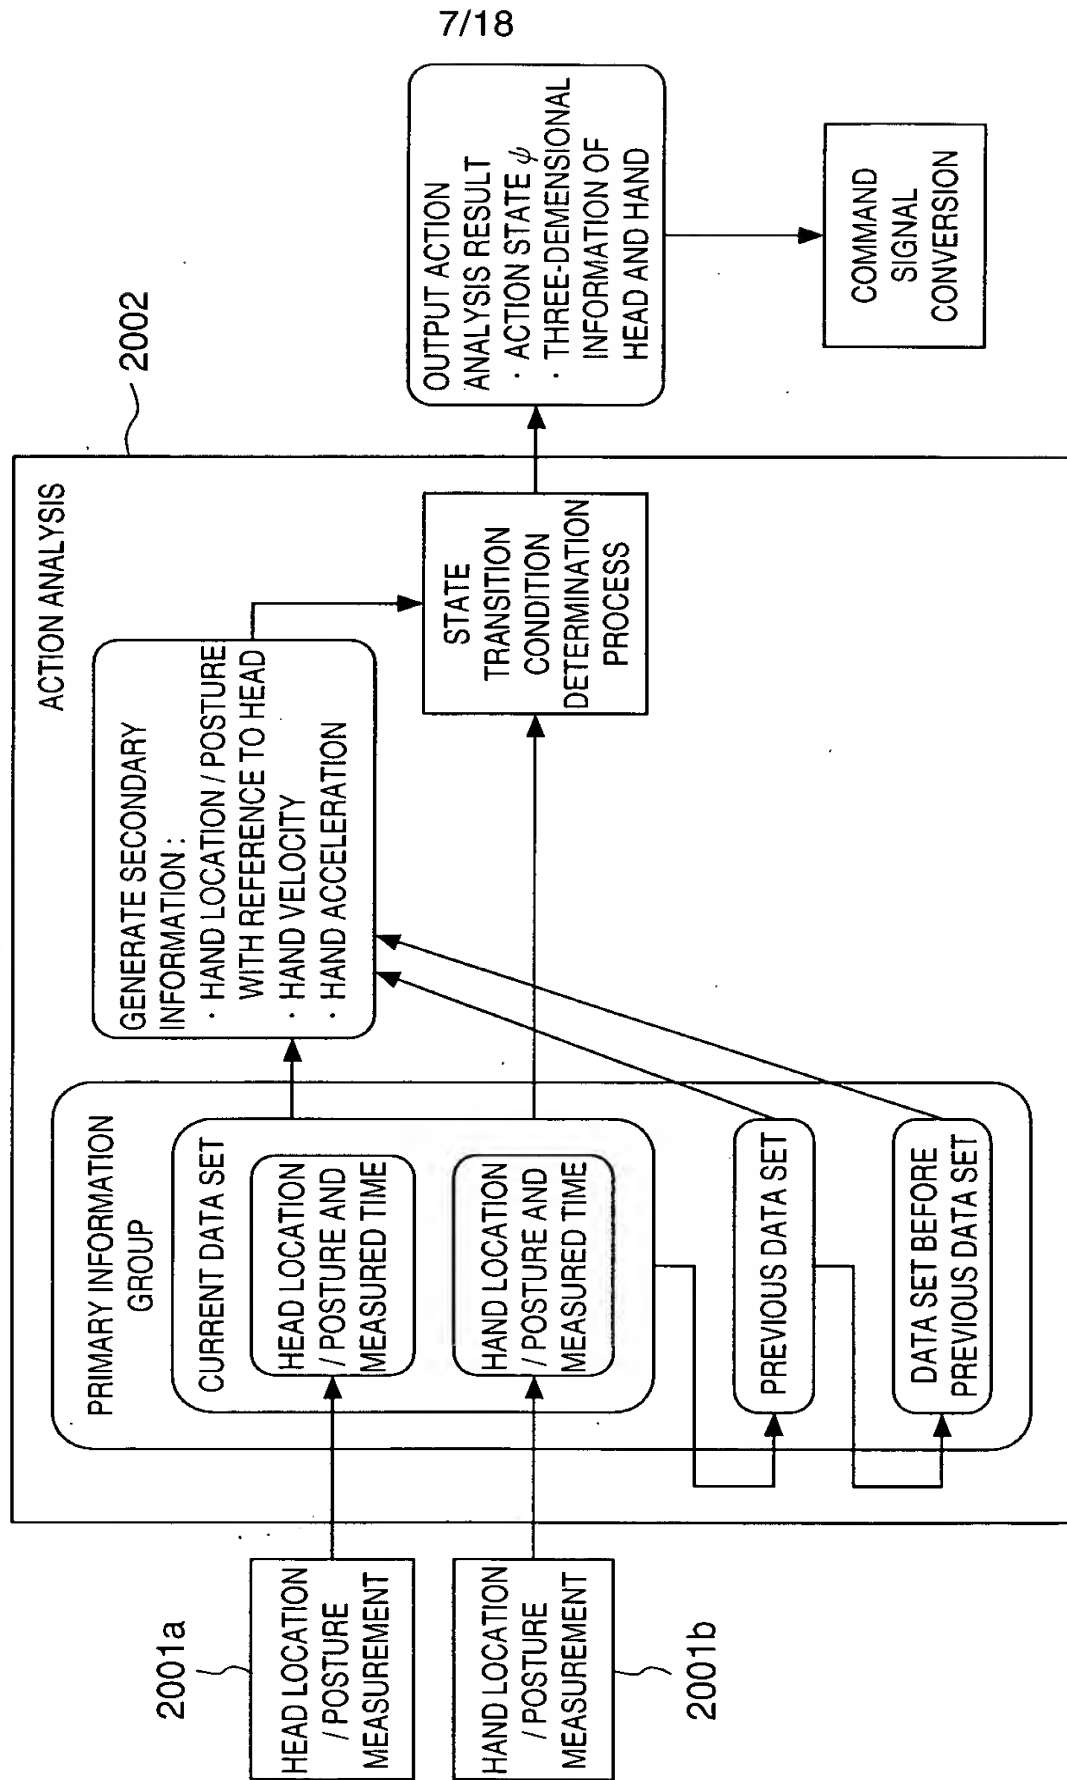 7/18
2002
ACTION ANALYSIS
PRIMARY INFORMATION
GROUP
CURRENT DATA SET
HEAD LOCATION
/ POSTURE AND
MEASURED TIME
HAND LOCATION
/ POSTURE AND
MEASURED TIME
PREVIOUS DATA SET
DATA SET BEFORE
PREVIOUS DATA SET
2001a
HEAD LOCATION
/ POSTURE
MEASUREMENT
HAND LOCATION
/ POSTURE
MEASUREMENT
2001b
GENERATE SECONDARY
INFORMATION :
· HAND LOCATION / POSTURE
WITH REFERENCE TO HEAD
· HAND VELOCITY
· HAND ACCELERATION
STATE
TRANSITION
CONDITION
DETERMINATION
PROCESS
OUTPUT ACTION
ANALYSIS RESULT
· ACTION STATE ψ
· THREE-DEMENSIONAL
INFORMATION OF
HEAD AND HAND
COMMAND
SIGNAL
CONVERSION